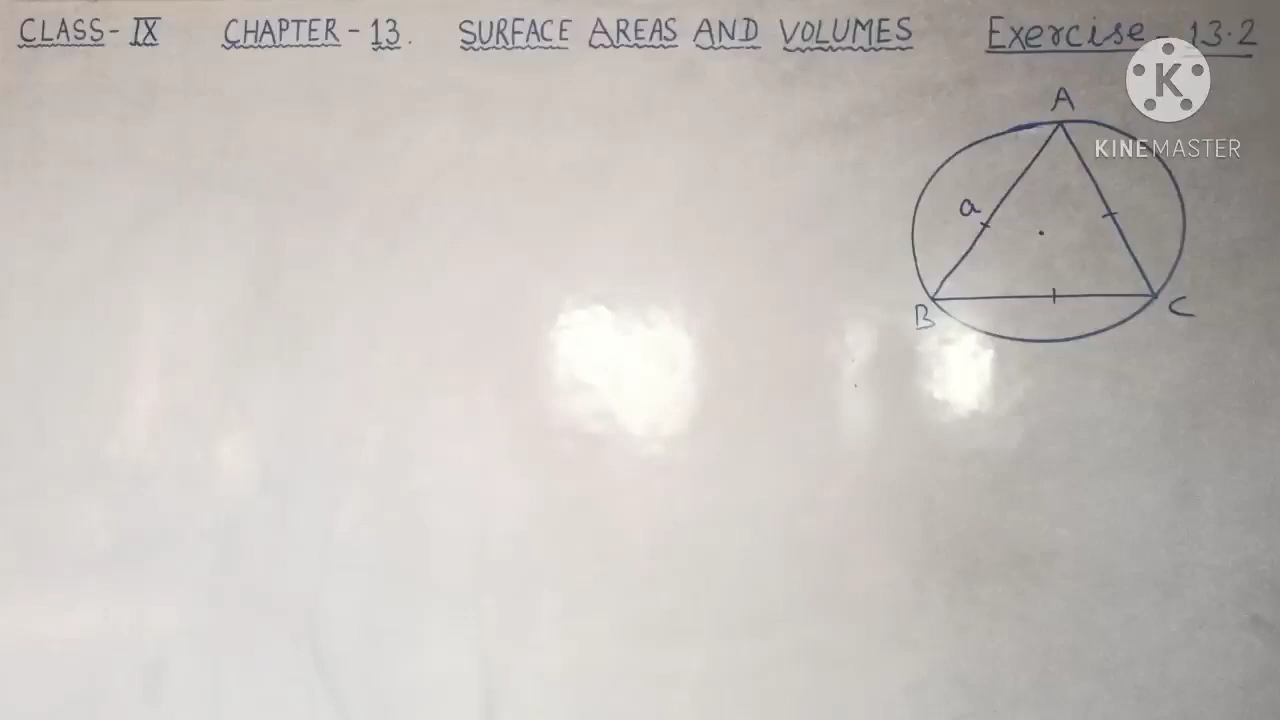 CLASS-IX CHAPTER-13. SURFACE AREAS AND VOLUMES Exercise-13.2
K
KINEMASTER
A
a
B
C